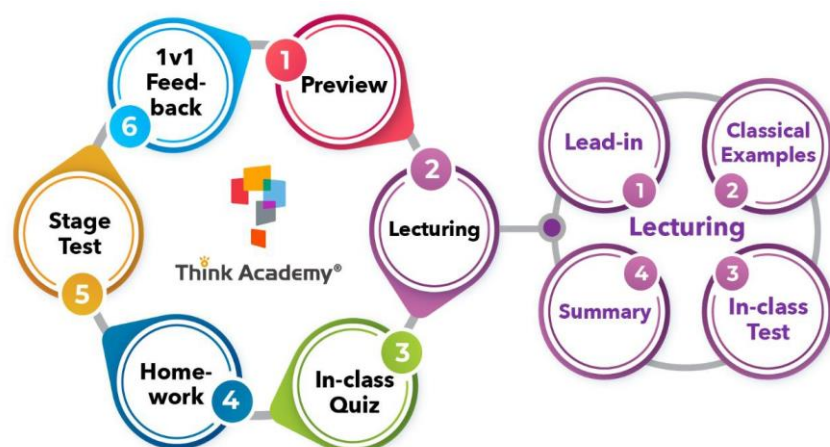 1
Preview
2
Lecturing
3
In-class
Quiz
4
Home-
work
5
Stage
Test
6
1v1
Feed-
back
Think Academy®
Lecturing
1
Lead-in
2
Classical
Examples
3
In-class
Test
4
Summary